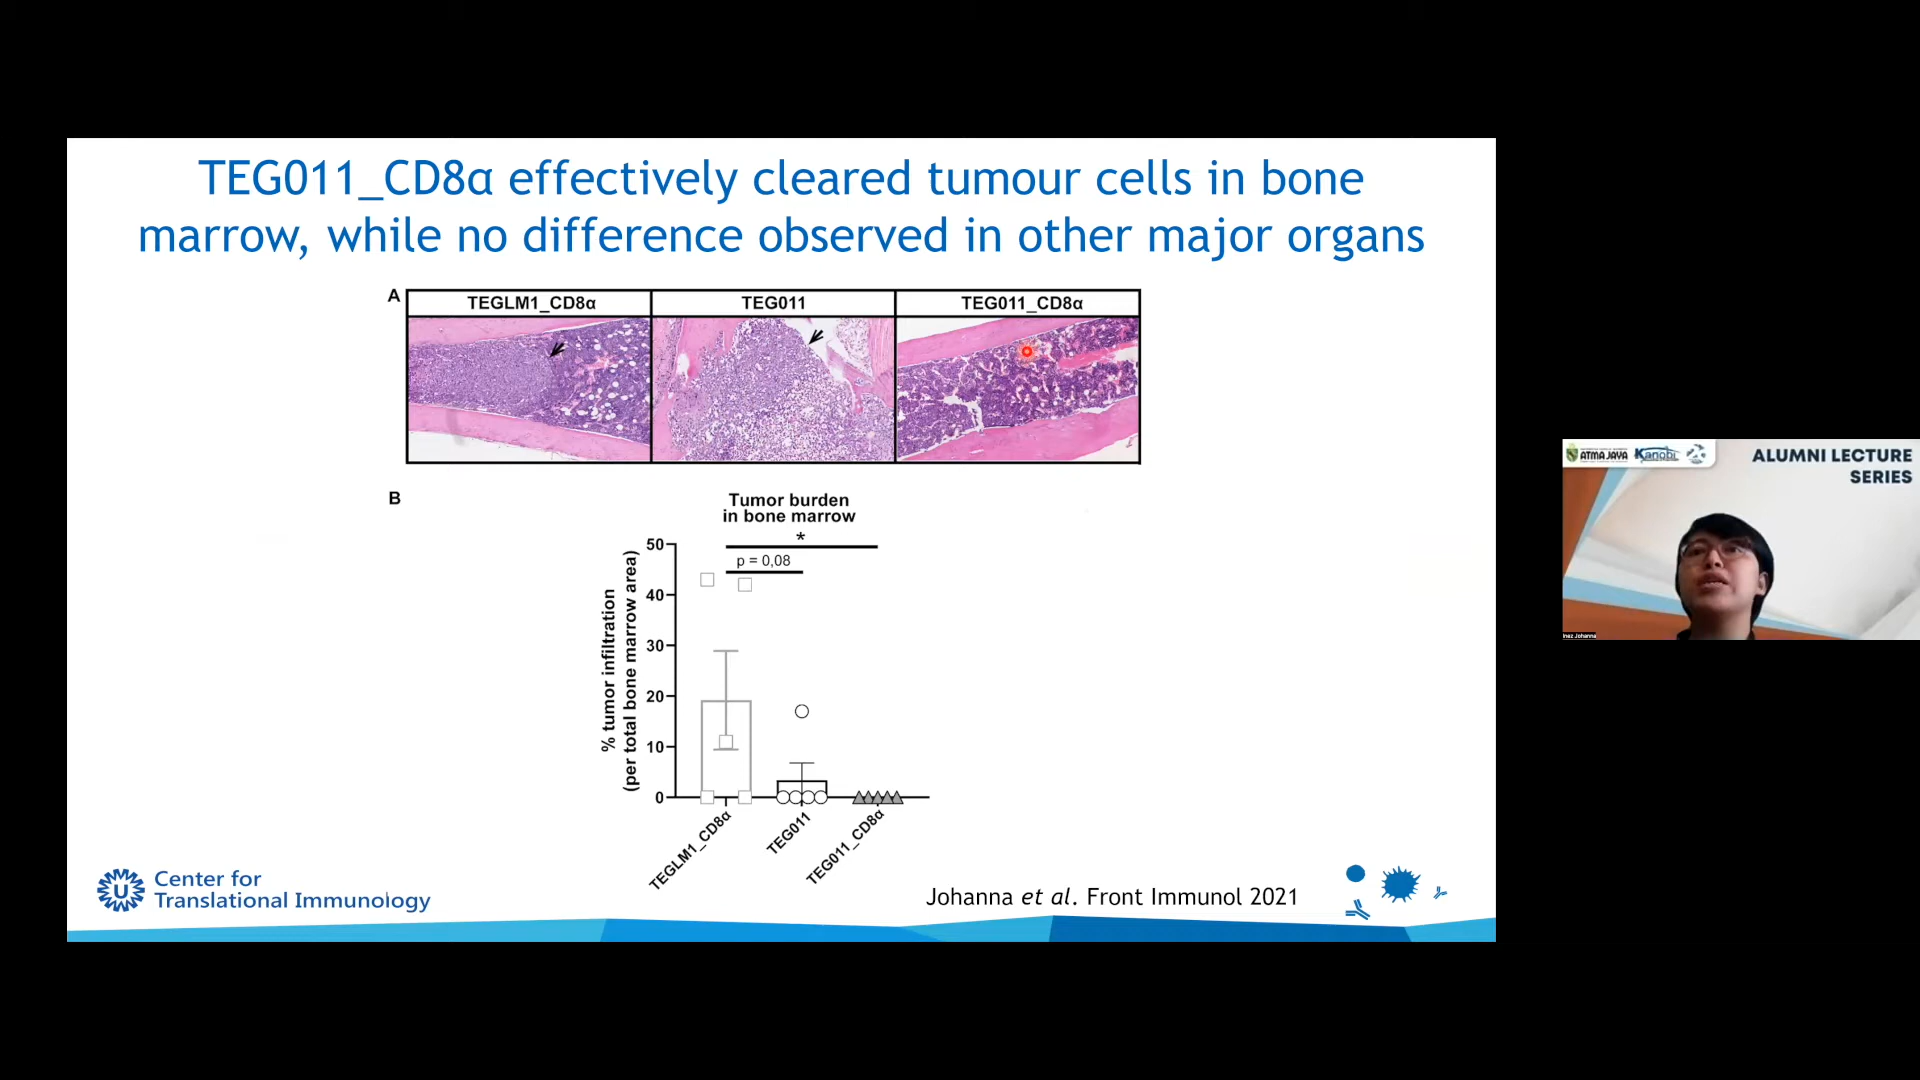 TEG011_CD8α effectively cleared tumour cells in bone
marrow, while no difference observed in other major organs
A
TEGLM1_CD8α
TEG011
TEG011_CD8α
B
Tumor burden
in bone marrow
*
p = 0,08
% tumor infiltration
(per total bone marrow area)
50
40
30
20
10
0
TEGLM1_CD8α
TEG011
TEG011_CD8α
U
Center for
Translational Immunology
Johanna et al. Front Immunol 2021
ATMA JAYA
Kanobi
ALUMNI LECTURE
SERIES
Inez Johanna